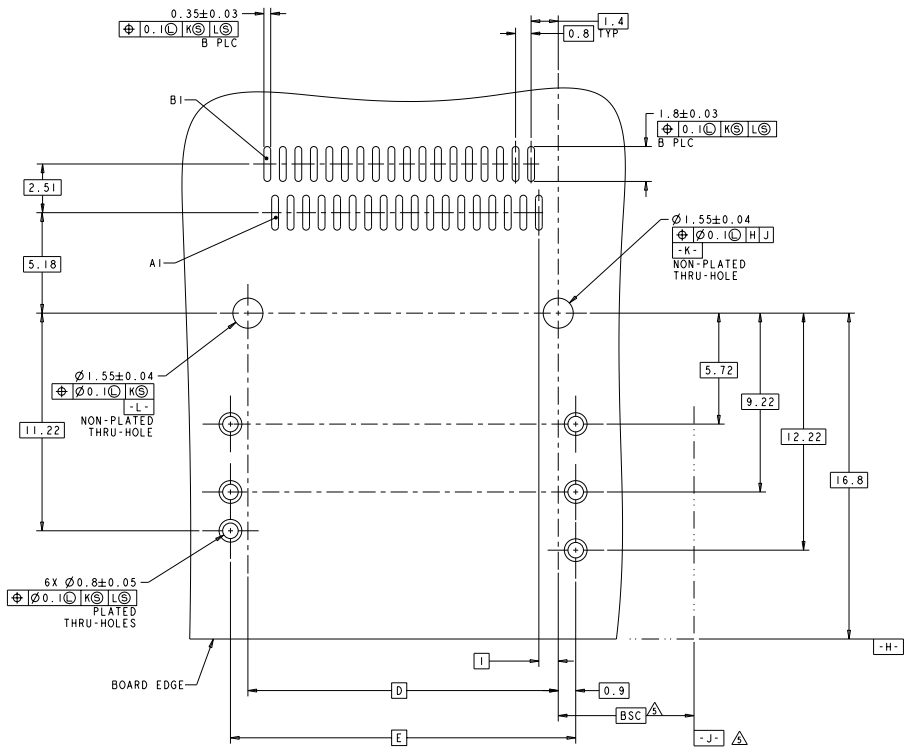 0.35±0.03
⌖ 0.1Ⓛ KⓈ LⓈ
B PLC
1.4
0.8 TYP
B1
1.8±0.03
⌖ 0.1Ⓛ KⓈ LⓈ
B PLC
2.51
Ø1.55±0.04
⌖ Ø0.1Ⓛ H J
-K-
NON-PLATED
THRU-HOLE
A1
5.18
5.72
Ø1.55±0.04
⌖ Ø0.1Ⓛ KⓈ
-L-
NON-PLATED
THRU-HOLE
9.22
11.22
12.22
16.8
6X Ø0.8±0.05
⌖ Ø0.1Ⓛ KⓈ LⓈ
PLATED
THRU-HOLES
-H-
1
BOARD EDGE
D
0.9
BSC 5
E
-J- 5